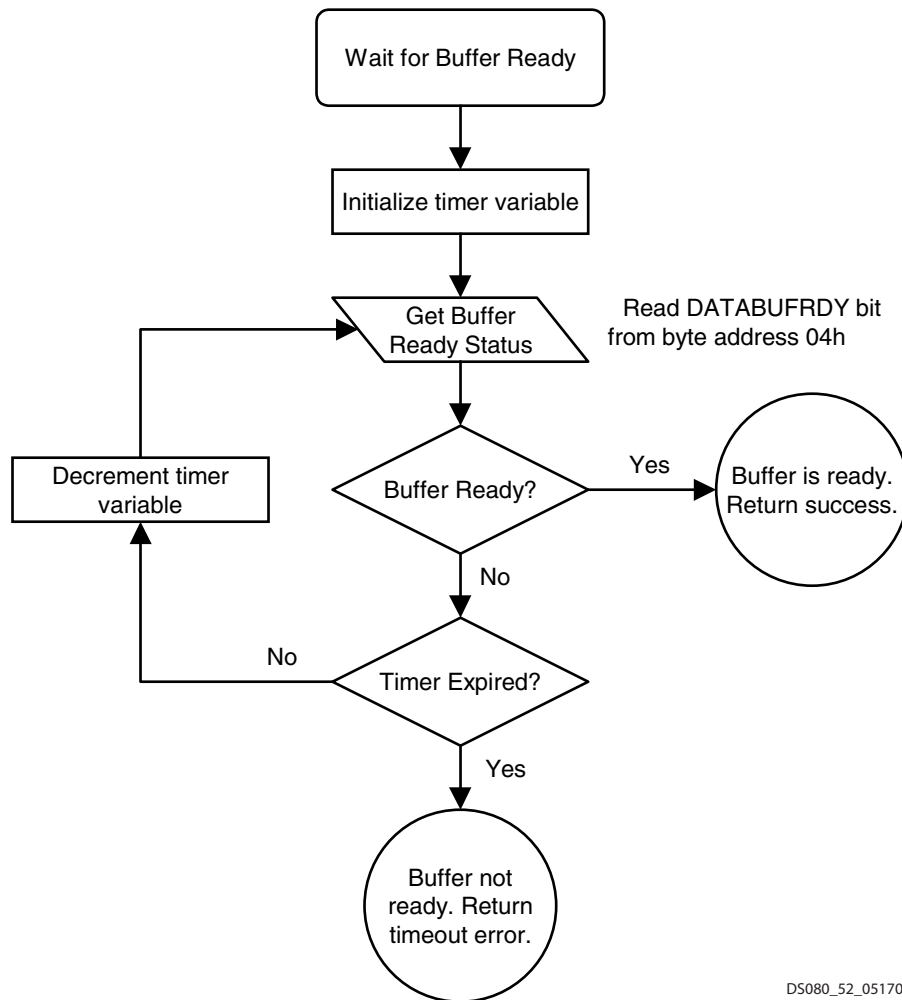 Wait for Buffer Ready
Initialize timer variable
Get Buffer
Ready Status
Read DATABUFRDY bit
from byte address 04h
Decrement timer
variable
Buffer Ready?
Yes
Buffer is ready.
Return success.
No
No
Timer Expired?
Yes
Buffer not
ready. Return
timeout error.
DS080_52_05170